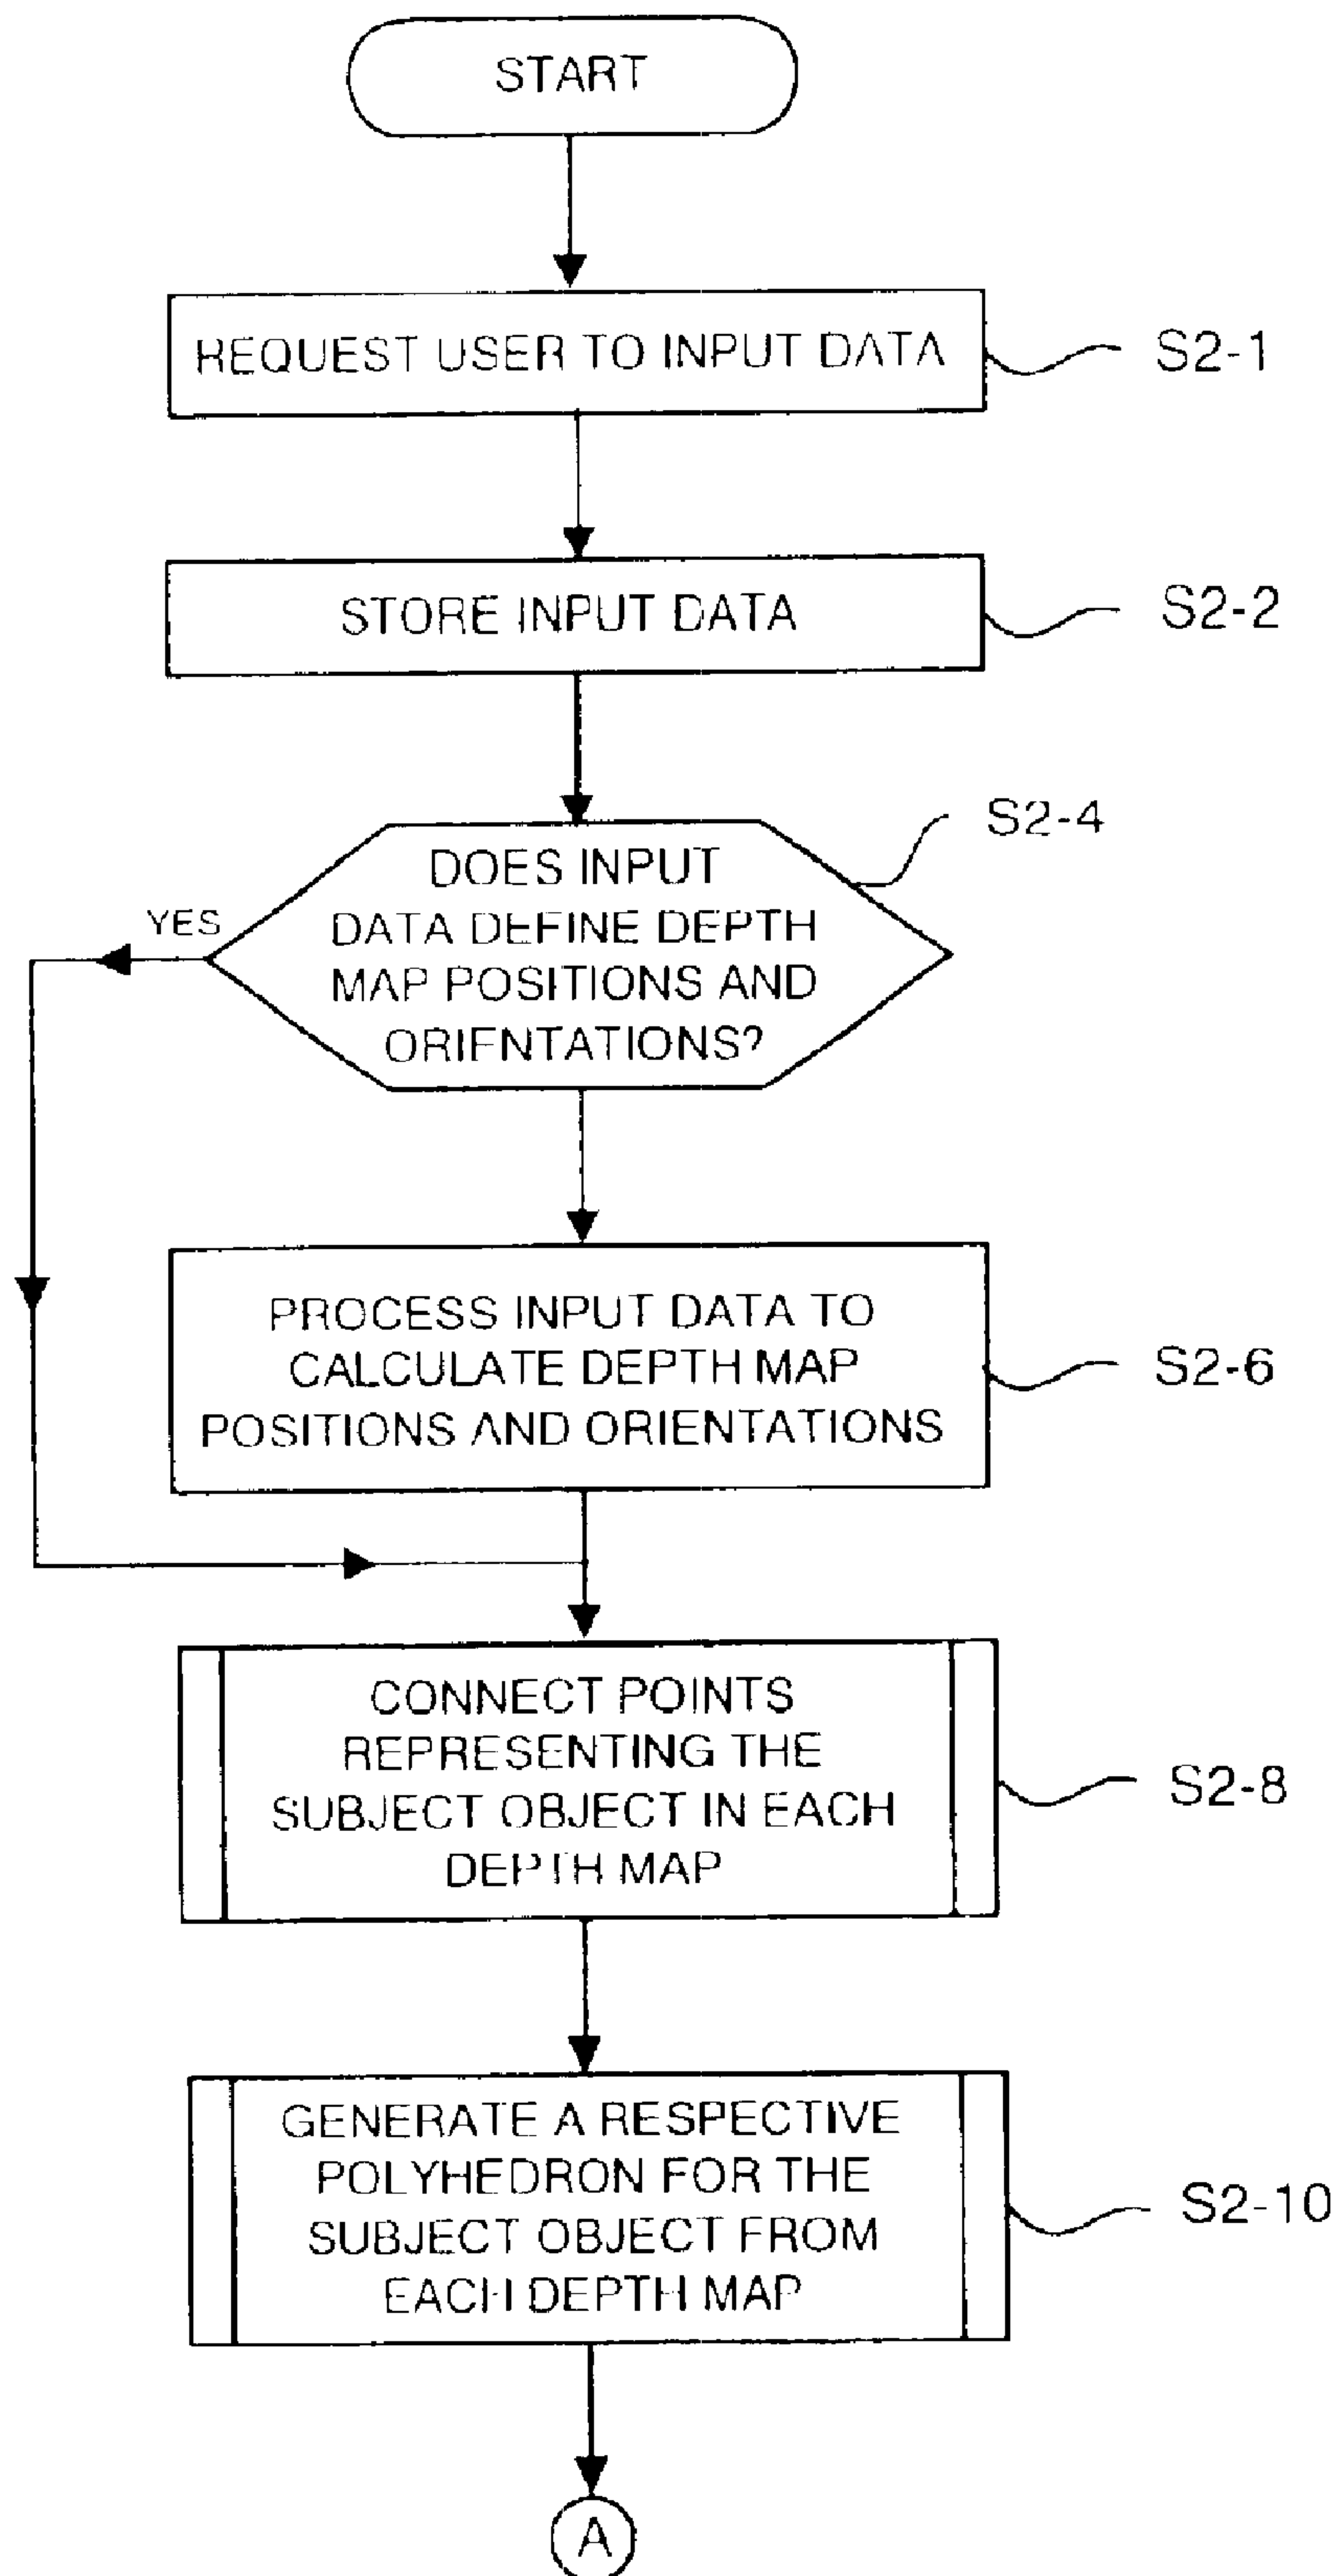 START
REQUEST USER TO INPUT DATA
S2-1
STORE INPUT DATA
S2-2
S2-4
DOES INPUT
DATA DEFINE DEPTH
MAP POSITIONS AND
ORIENTATIONS?
YES
PROCESS INPUT DATA TO
CALCULATE DEPTH MAP
POSITIONS AND ORIENTATIONS
S2-6
CONNECT POINTS
REPRESENTING THE
SUBJECT OBJECT IN EACH
DEPTH MAP
S2-8
GENERATE A RESPECTIVE
POLYHEDRON FOR THE
SUBJECT OBJECT FROM
EACH DEPTH MAP
S2-10
A